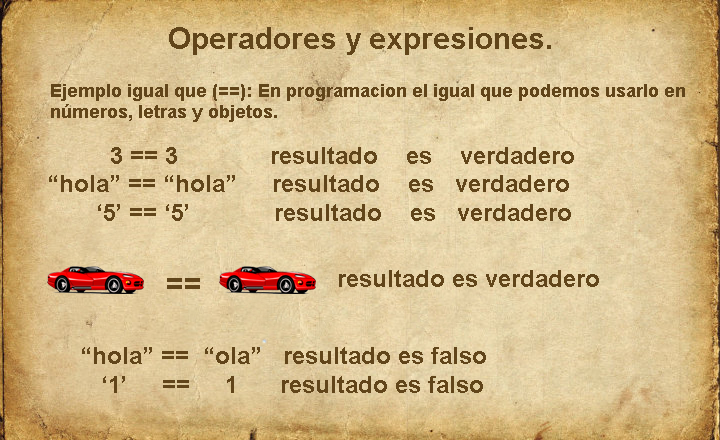 Operadores y expresiones.
Ejemplo igual que (==): En programacion el igual que podemos usarlo en
números, letras y objetos.
3 == 3 resultado es verdadero
“hola” == “hola” resultado es verdadero
‘5’ == ‘5’ resultado es verdadero
== resultado es verdadero
“hola” == “ola” resultado es falso
‘1’ == 1 resultado es falso